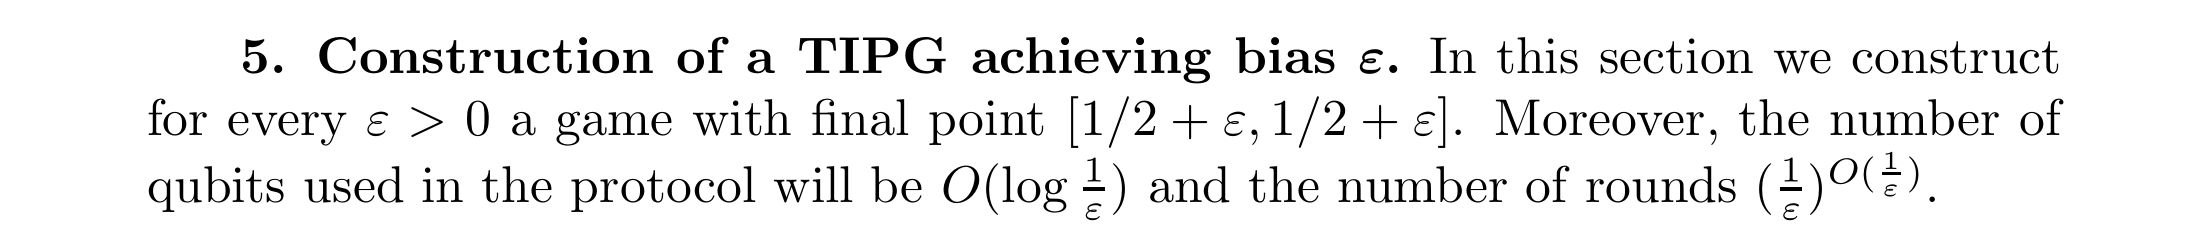 5. Construction of a TIPG achieving bias ε. In this section we construct
for every ε > 0 a game with final point [1/2 + ε, 1/2 + ε]. Moreover, the number of
qubits used in the protocol will be O(log 1/ε) and the number of rounds (1/ε)^O(1/ε).